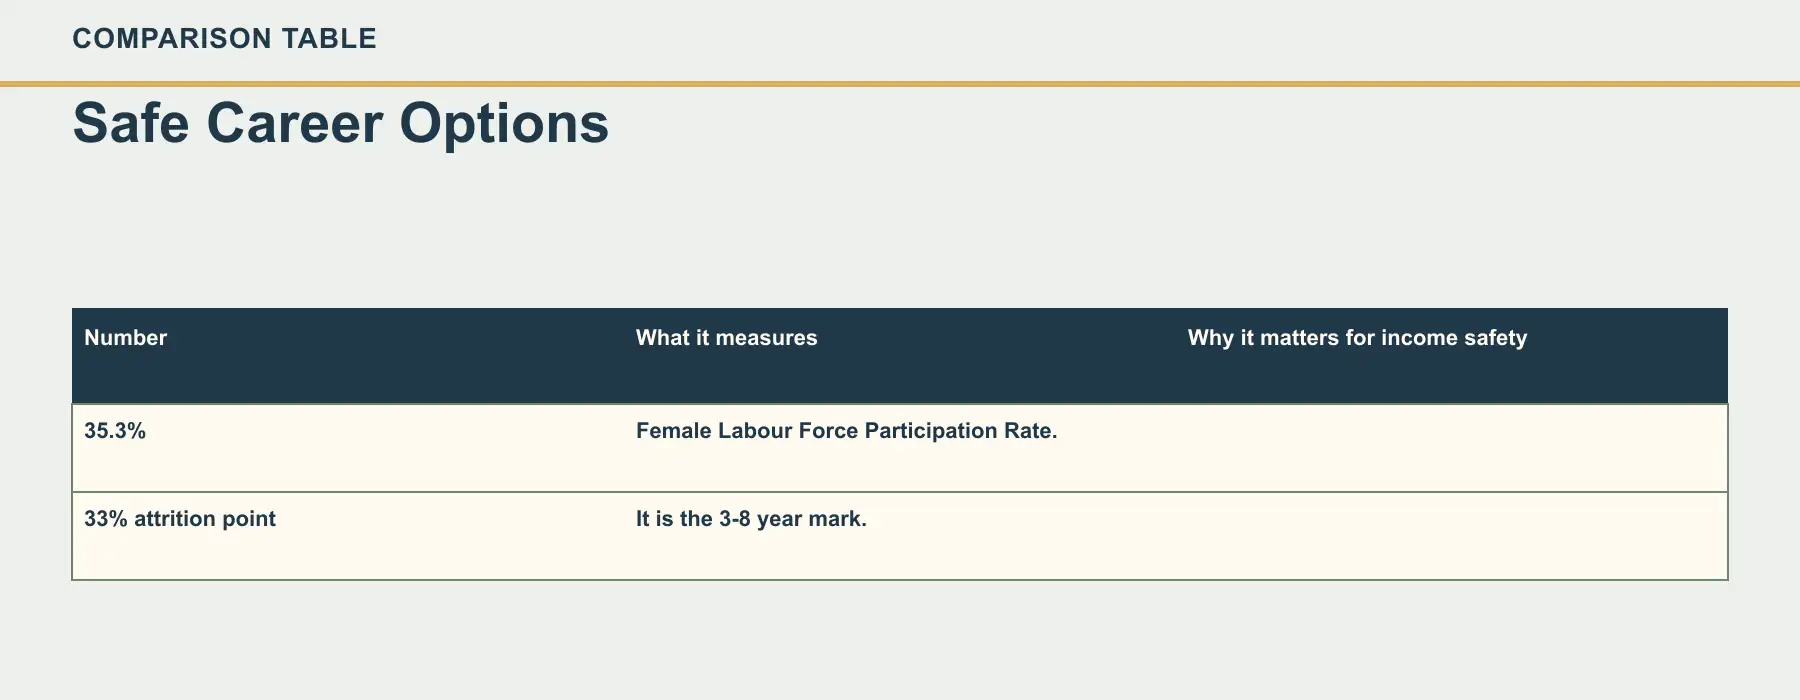 COMPARISON TABLE
Safe Career Options
Number What it measures Why it matters for income safety
35.3% Female Labour Force Participation Rate.
33% attrition point It is the 3-8 year mark.